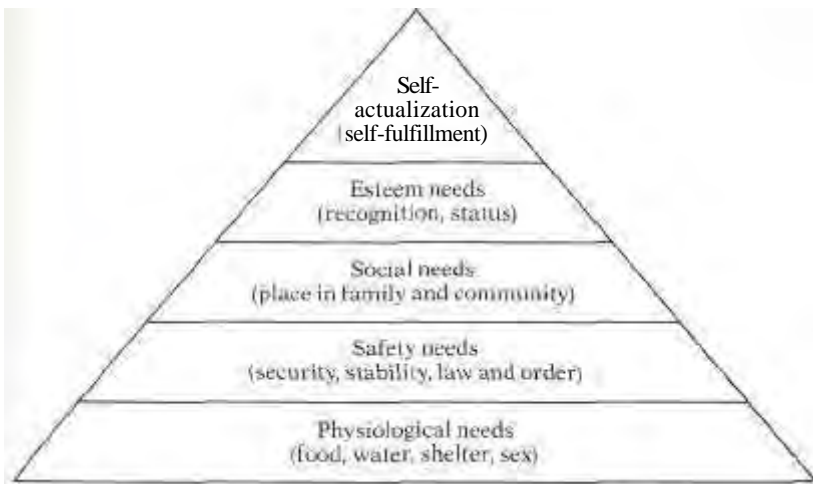 Self-
actualization
(self-fulfillment)
Esteem needs
(recognition, status)
Social needs
(place in family and community)
Safety needs
(security, stability, law and order)
Physiological needs
(food, water, shelter, sex)